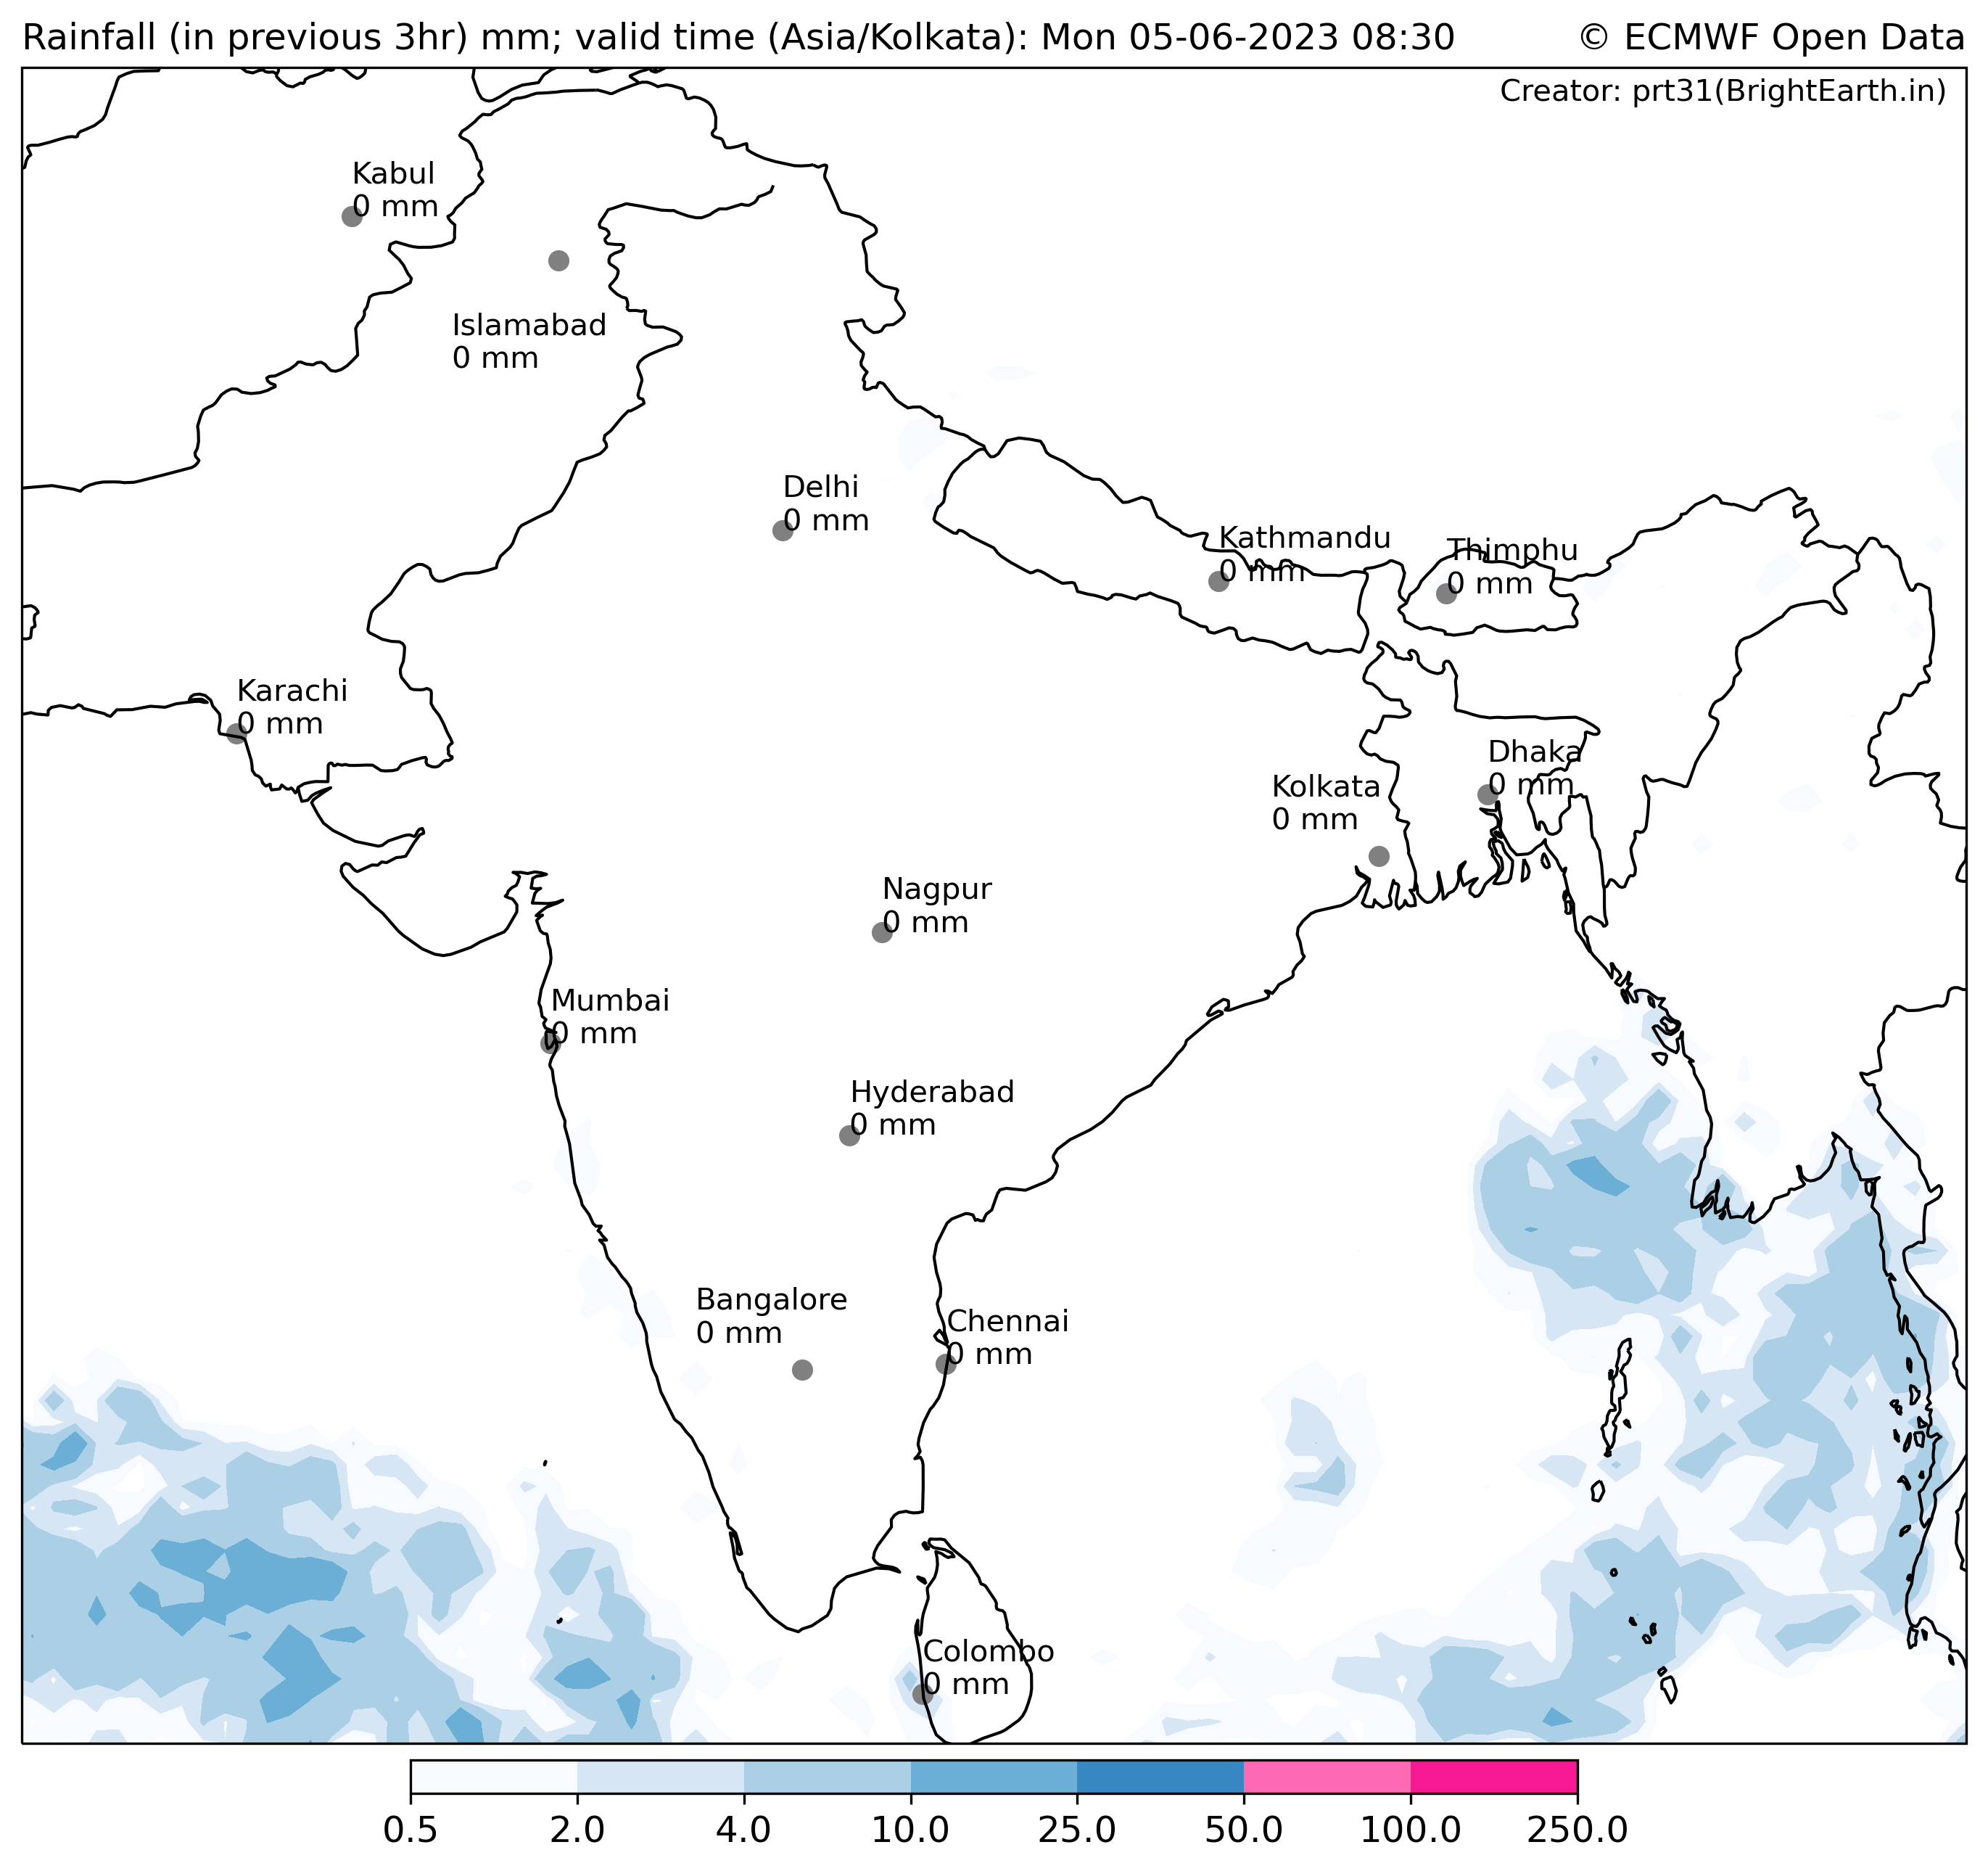 Rainfall (in previous 3hr) mm; valid time (Asia/Kolkata): Mon 05-06-2023 08:30
© ECMWF Open Data
Creator: prt31(BrightEarth.in)
Kabul
0 mm
Islamabad
0 mm
Delhi
0 mm
Kathmandu
0 mm
Thimphu
0 mm
Karachi
0 mm
Dhaka
0 mm
Kolkata
0 mm
Nagpur
0 mm
Mumbai
0 mm
Hyderabad
0 mm
Bangalore
0 mm
Chennai
0 mm
Colombo
0 mm
0.5 2.0 4.0 10.0 25.0 50.0 100.0 250.0